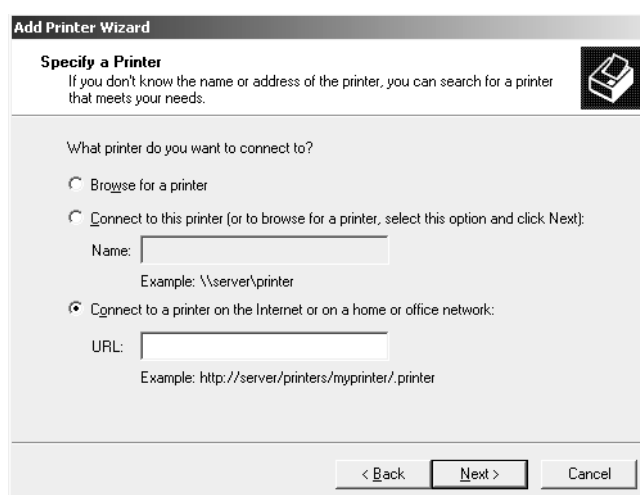 Add Printer Wizard
Specify a Printer
If you don't know the name or address of the printer, you can search for a printer
that meets your needs.
What printer do you want to connect to?
Browse for a printer
Connect to this printer (or to browse for a printer, select this option and click Next):
Name:
Example: \\server\printer
Connect to a printer on the Internet or on a home or office network:
URL:
Example: http://server/printers/myprinter/.printer
< Back Next > Cancel